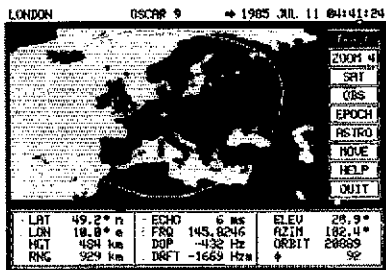 LONDON OSCAR 9 → 1985 JUL 11 04:41:24
ZOOM 4
SAT
OBS
EPOCH
ASTRO
MOVE
HELP
QUIT
LAT 49.2° n ECHO 6 ms ELEV 28.9°
LON 10.0° e FRQ 145.8246 AZIM 102.4°
HGT 484 km DOP -432 Hz ORBIT 20889
RNG 929 km DRFT -1669 Hzm ϕ 92